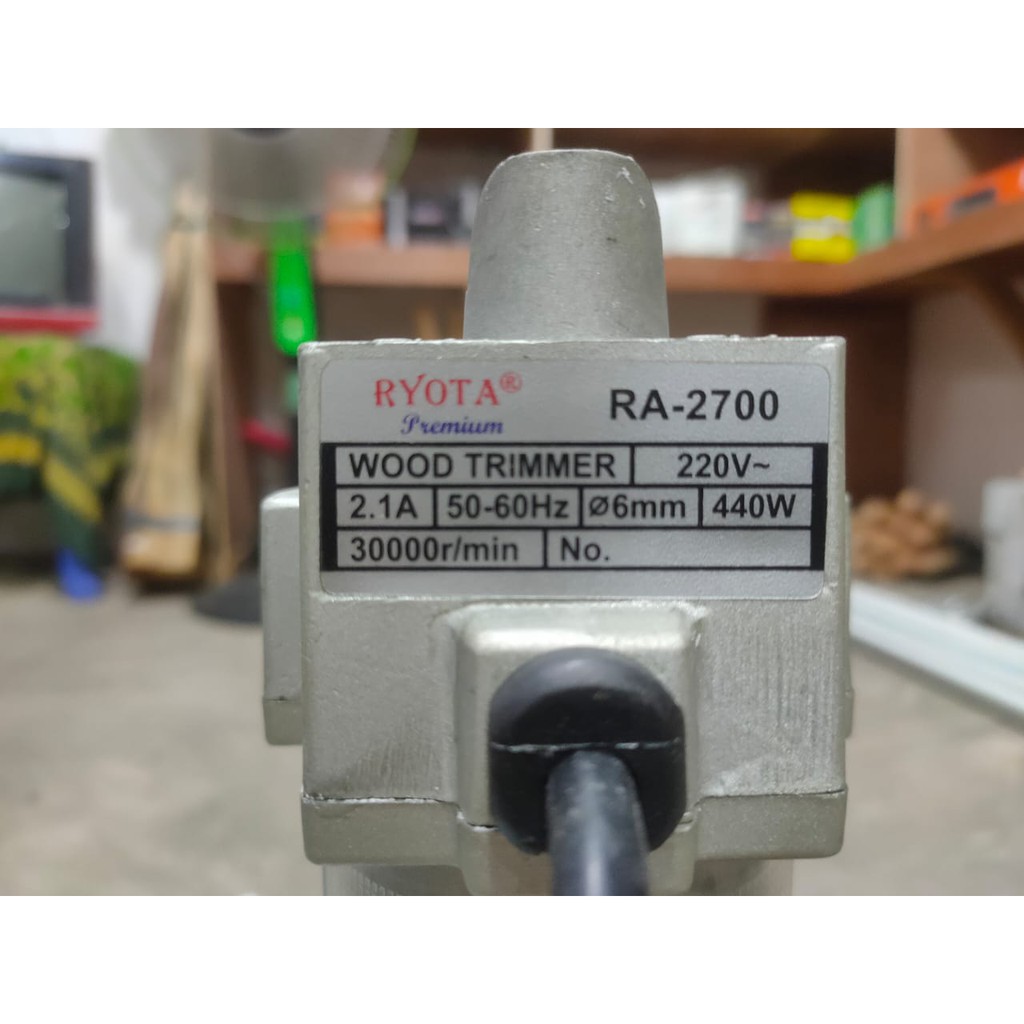 RYOTA® RA-2700
Premium
WOOD TRIMMER 220V~
2.1A 50-60Hz Ø6mm 440W
30000r/min No.